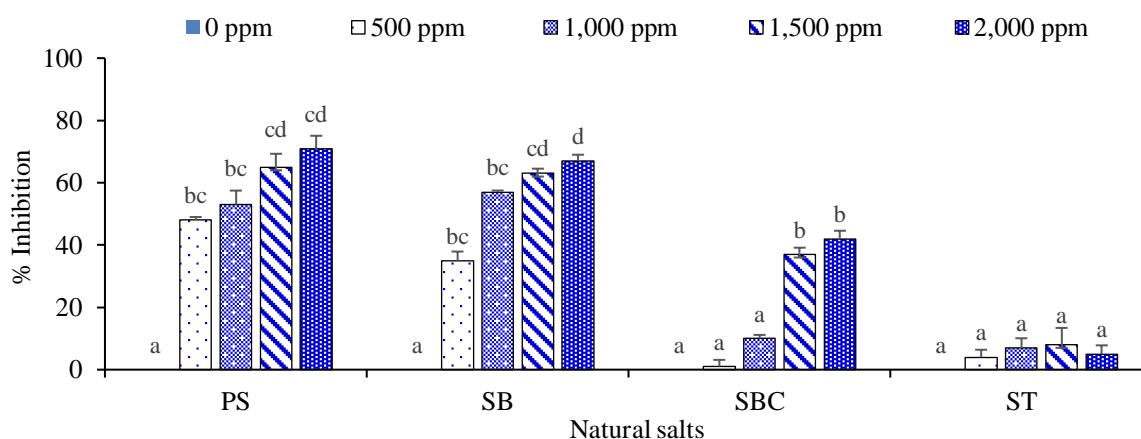 0 ppm 500 ppm 1,000 ppm 1,500 ppm 2,000 ppm
100
80
60
40
20
0
% Inhibition
a bc bc cd cd
a bc bc cd d
a a a b b
a a a a a
PS SB SBC ST
Natural salts